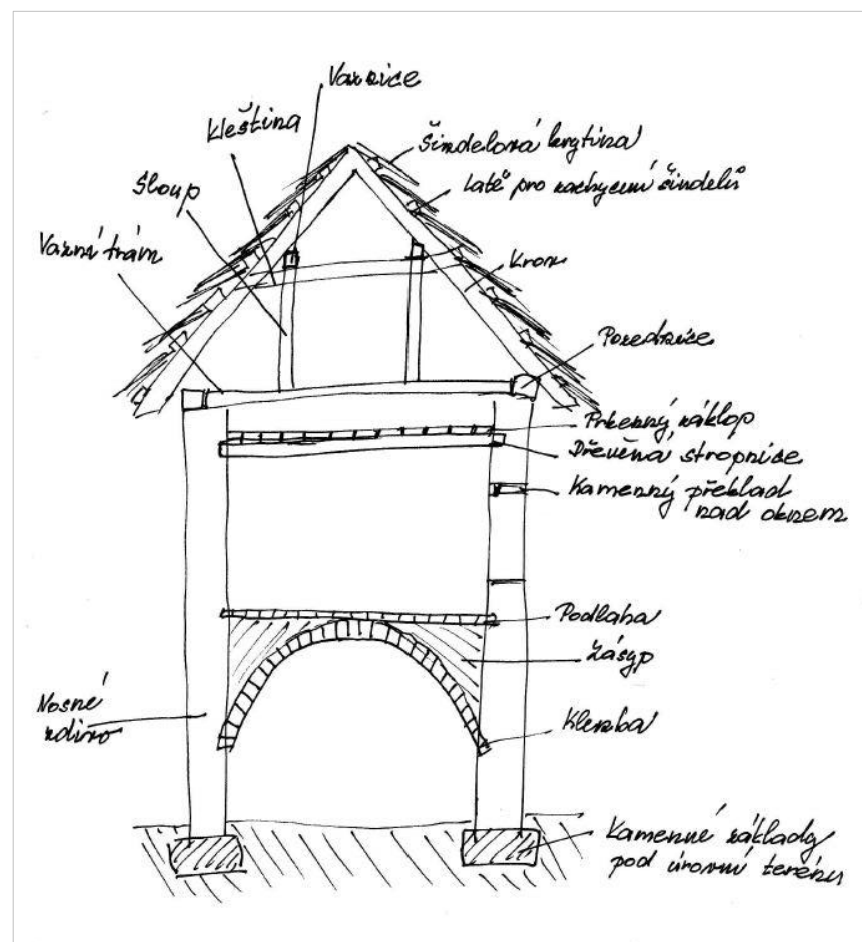 Vaznice
Kleština
Šindelová krytina
Sloup
Latě pro zachycení šindelů
Vazní trám
Krov
Pozednice
Prkenný záklop
Dřevěná stropnice
Kamenný překlad
nad oknem
Podlaha
Zásyp
Nosné
zdivo
Klenba
Kamenné základy
pod úrovní terénu